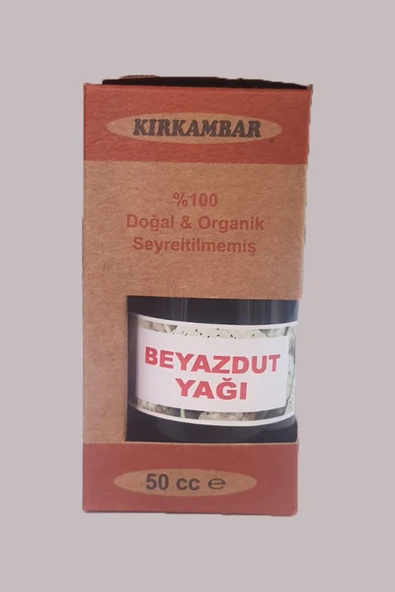 KIRKAMBAR
%100
Doğal & Organik
Seyreltilmemiş
BEYAZDUT
YAĞI
50 cc ℮